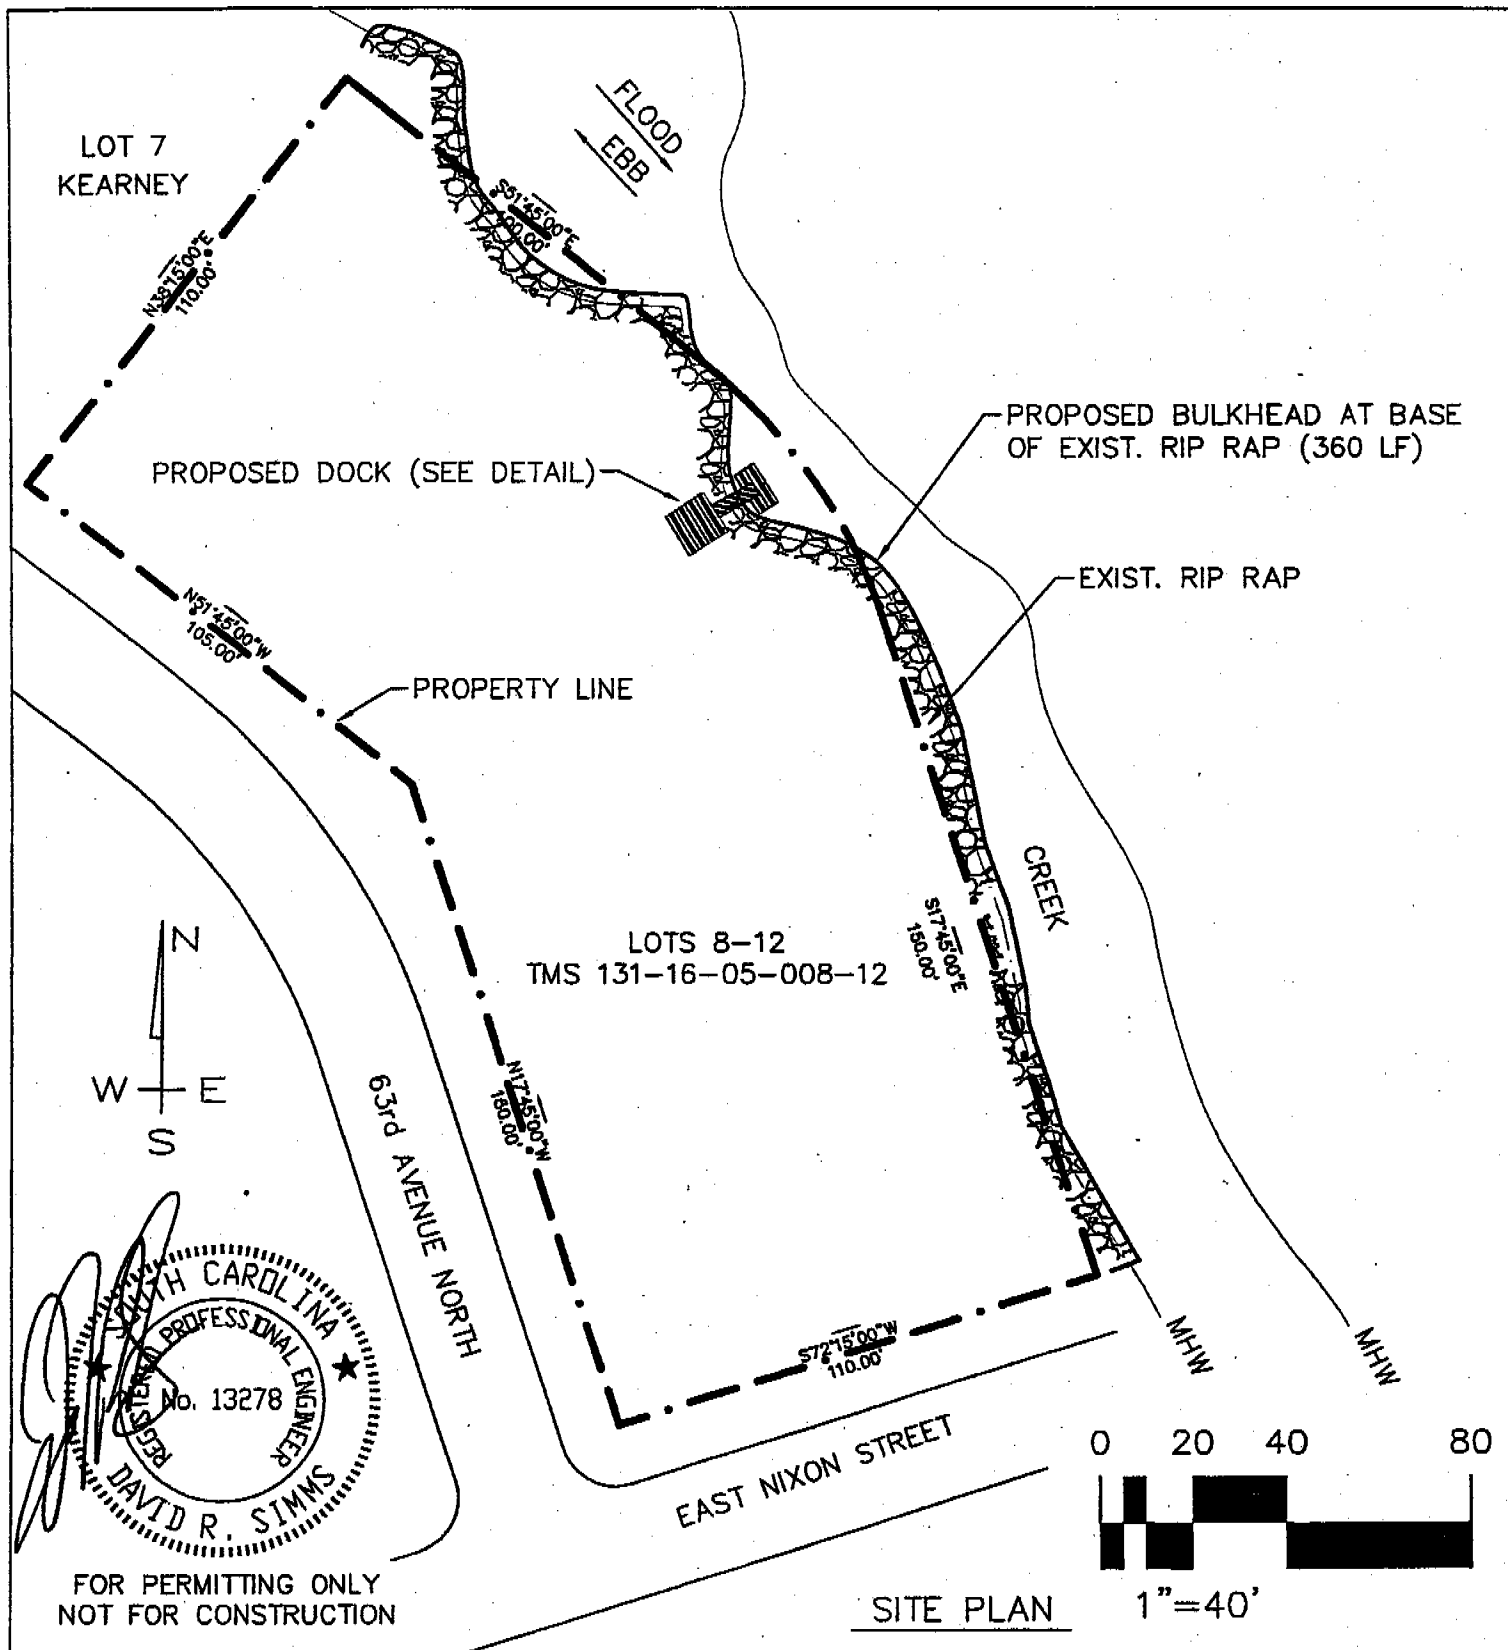 LOT 7
KEARNEY
FLOOD
EBB
S51°45'00"E
100.00'
N38°15'00"E
110.00'
PROPOSED BULKHEAD AT BASE
OF EXIST. RIP RAP (360 LF)
PROPOSED DOCK (SEE DETAIL)
EXIST. RIP RAP
N51°45'00"W
105.00'
PROPERTY LINE
CREEK
S17°45'00"E
150.00'
LOTS 8-12
TMS 131-16-05-008-12
N
W E
S
N17°45'00"W
180.00'
63rd AVENUE NORTH
SOUTH CAROLINA
REGISTERED PROFESSIONAL ENGINEER
No. 13278
DAVID R. SIMMS
S72°15'00"W
110.00'
MHW
MHW
EAST NIXON STREET
0 20 40 80
FOR PERMITTING ONLY
NOT FOR CONSTRUCTION
SITE PLAN
1"=40'